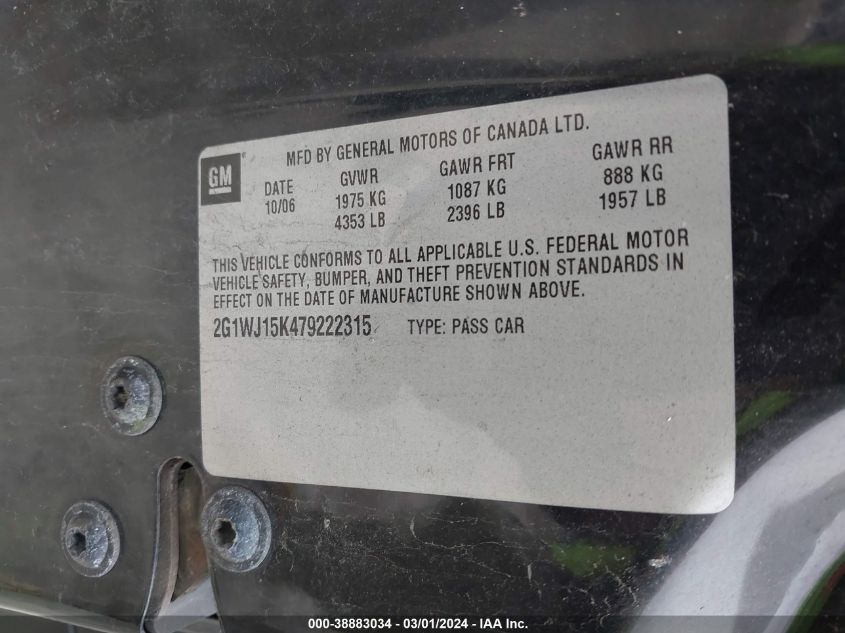 MFD BY GENERAL MOTORS OF CANADA LTD.
GM
DATE GVWR GAWR FRT GAWR RR
10/06 1975 KG 1087 KG 888 KG
4353 LB 2396 LB 1957 LB
THIS VEHICLE CONFORMS TO ALL APPLICABLE U.S. FEDERAL MOTOR
VEHICLE SAFETY, BUMPER, AND THEFT PREVENTION STANDARDS IN
EFFECT ON THE DATE OF MANUFACTURE SHOWN ABOVE.
2G1WJ15K479222315 TYPE: PASS CAR
000-38883034 - 03/01/2024 - IAA Inc.